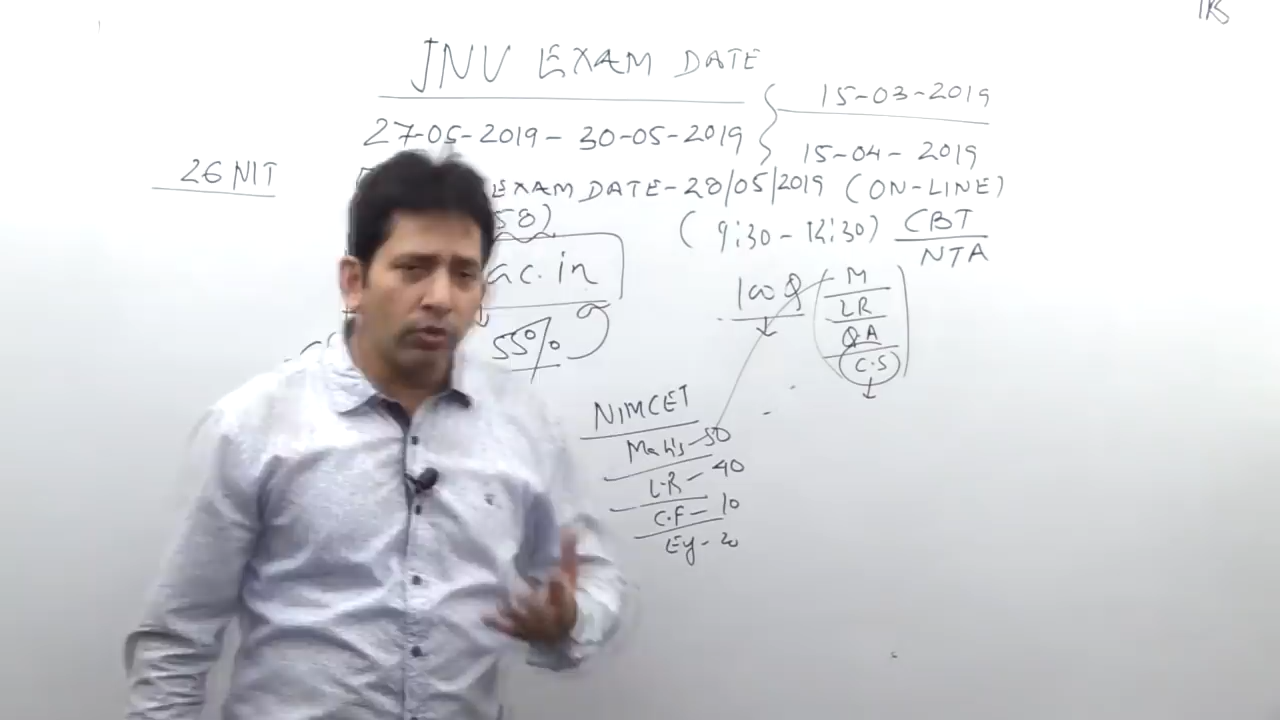 JNU EXAM DATE
27-05-2019 - 30-05-2019
15-03-2019
15-04-2019
26 NIT
EXAM DATE - 28/05/2019 (ON-LINE)
58)
(9:30 - 12:30) CBT
NTA
ac.in
55%
100 Q
M
LR
QA
C.S
NIMCET
Maths - 50
L.R - 40
C.F - 10
Ey - 20